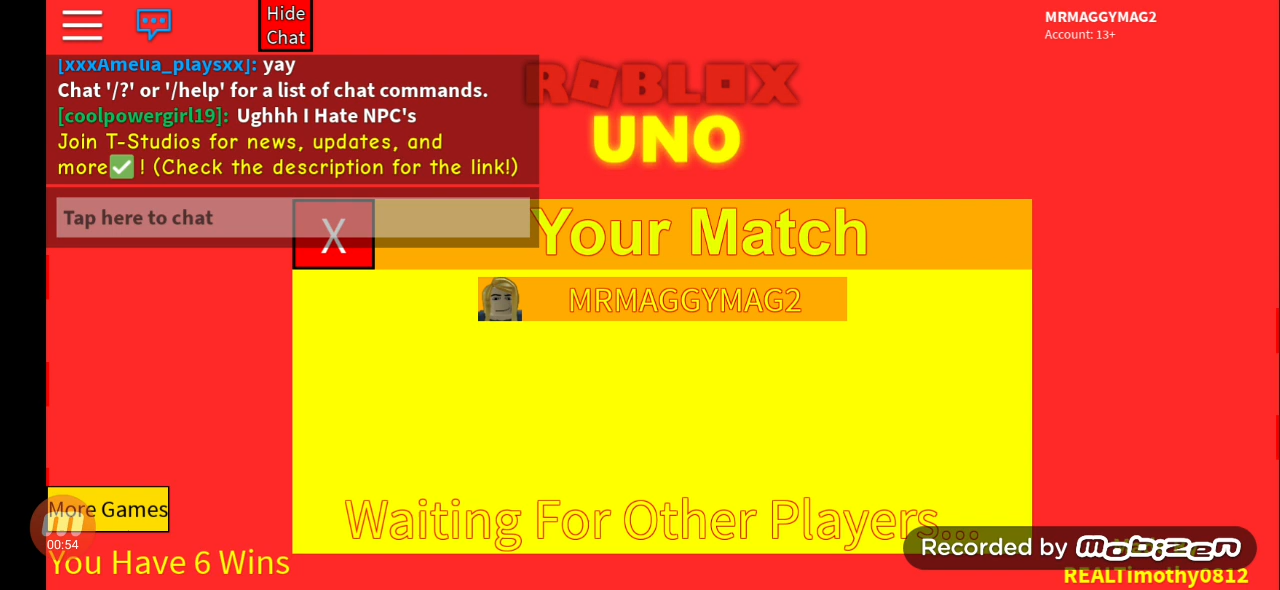 Hide
Chat
MRMAGGYMAG2
Account: 13+
[xxxAmelia_playsxx]: yay
Chat '/?' or '/help' for a list of chat commands.
[coolpowergirl19]: Ughhh I Hate NPC's
Join T-Studios for news, updates, and
more✅ ! (Check the description for the link!)
Tap here to chat
ROBLOX
UNO
X
Your Match
MRMAGGYMAG2
Waiting For Other Players...
More Games
00:54
You Have 6 Wins
Recorded by mobizen
REALTimothy0812